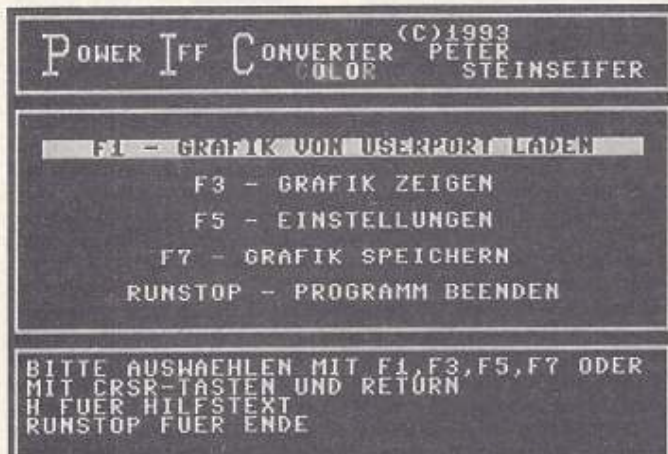 POWER IFF CONVERTER (C)1993 PETER
COLOR STEINSEIFER
F1 - GRAFIK VON USERPORT LADEN
F3 - GRAFIK ZEIGEN
F5 - EINSTELLUNGEN
F7 - GRAFIK SPEICHERN
RUNSTOP - PROGRAMM BEENDEN
BITTE AUSWAEHLEN MIT F1,F3,F5,F7 ODER
MIT CRSR-TASTEN UND RETURN
H FUER HILFSTEXT
RUNSTOP FUER ENDE